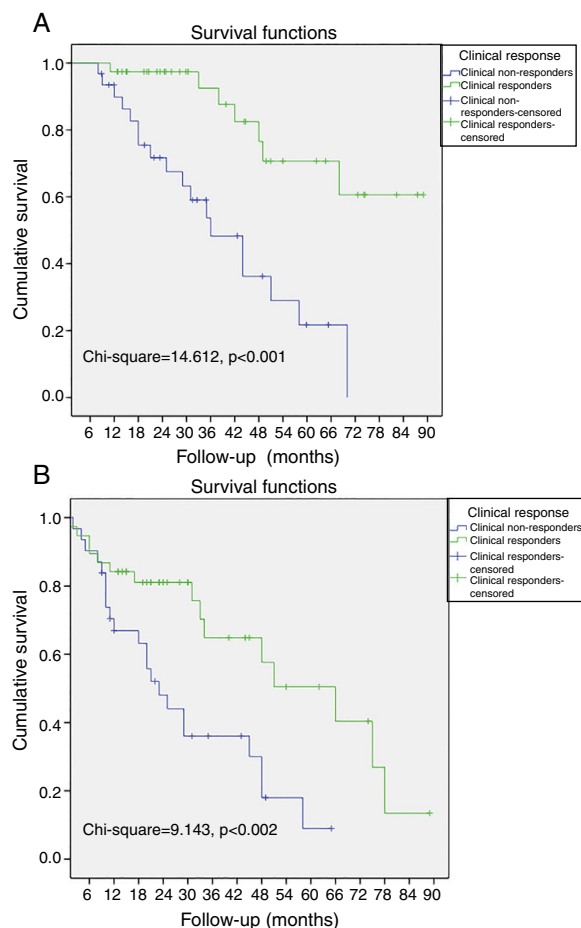 A
Survival functions
Clinical response
Clinical non-responders
Clinical responders
Clinical non-
responders-censored
Clinical responders-
censored
Cumulative survival
1.0
0.8
0.6
0.4
0.2
0.0
Chi-square=14.612, p<0.001
6 12 18 24 30 36 42 48 54 60 66 72 78 84 90
Follow-up (months)
B
Survival functions
Clinical response
Clinical non-responders
Clinical responders
Clinical responders-
censored
Clinical responders-
censored
Cumulative survival
1.0
0.8
0.6
0.4
0.2
0.0
Chi-square=9.143, p<0.002
6 12 18 24 30 36 42 48 54 60 66 72 78 84 90
Follow-up (months)